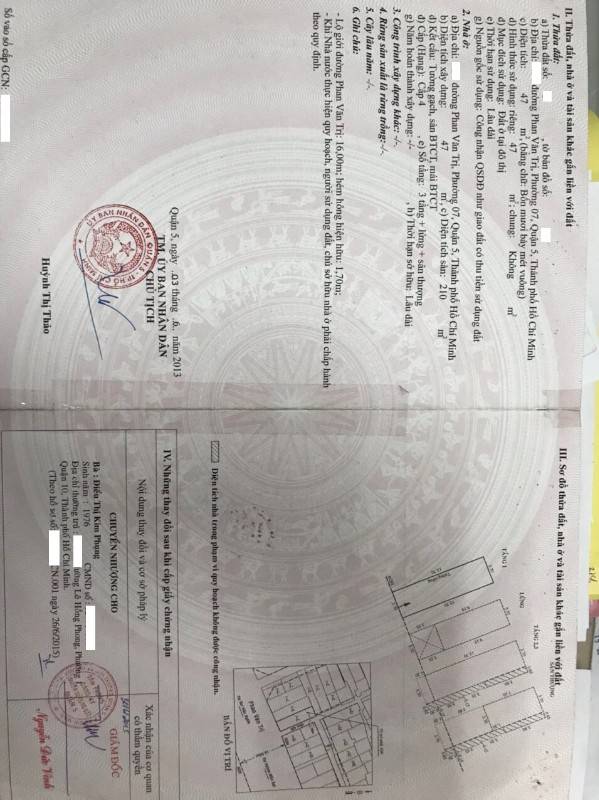 II. Thửa đất, nhà ở và tài sản khác gắn liền với đất
1. Thửa đất:
a) Thửa đất số: , tờ bản đồ số:
b) Địa chỉ: đường Phan Văn Trị, Phường 07, Quận 5, Thành phố Hồ Chí Minh
c) Diện tích: 47 m², (bằng chữ: Bốn mươi bảy mét vuông)
d) Hình thức sử dụng: riêng: 47 m²; chung: Không m²
đ) Mục đích sử dụng: Đất ở tại đô thị
e) Thời hạn sử dụng: Lâu dài
g) Nguồn gốc sử dụng: Công nhận QSDĐ như giao đất có thu tiền sử dụng đất
2. Nhà ở:
a) Địa chỉ: đường Phan Văn Trị, Phường 07, Quận 5, Thành phố Hồ Chí Minh
b) Diện tích xây dựng: 47 m², c) Diện tích sàn: 210 m²
d) Kết cấu: Tường gạch, sàn BTCT, mái BTCT
đ) Cấp (Hạng): Cấp 4 , e) Số tầng: 3 tầng + lửng + sân thượng
g) Năm hoàn thành xây dựng: -/- , h) Thời hạn sở hữu: Lâu dài
3. Công trình xây dựng khác: -/-
4. Rừng sản xuất là rừng trồng: -/-
5. Cây lâu năm: -/-
6. Ghi chú:
- Lộ giới đường Phan Văn Trị: 16,00m; hẻm hông hiện hữu: 1,70m;
- Khi Nhà nước thực hiện quy hoạch, người sử dụng đất, chủ sở hữu nhà ở phải chấp hành
theo quy định.
Quận 5, ngày .03 tháng .6. năm 2013
TM. ỦY BAN NHÂN DÂN
CHỦ TỊCH
Huỳnh Thị Thảo
Số vào sổ cấp GCN:
III. Sơ đồ thửa đất, nhà ở và tài sản khác gắn liền với đất
TẦNG 1
LỬNG
TẦNG 2,3
SÂN THƯỢNG
BẢN ĐỒ VỊ TRÍ
Diện tích nhà trong phạm vi quy hoạch không được công nhận.
IV. Những thay đổi sau khi cấp giấy chứng nhận
Nội dung thay đổi và cơ sở pháp lý
Xác nhận của cơ quan
có thẩm quyền
CHUYỂN NHƯỢNG CHO
Bà : Diều Thị Kim Phụng
Sinh năm : 1976 CMND số :
Địa chỉ thường trú : đường Lê Hồng Phong, Phường
Quận 10, Thành phố Hồ Chí Minh.
(Theo hồ sơ số: CN.001 ngày 26/6/2015)
GIÁM ĐỐC
Nguyễn Đức Vinh